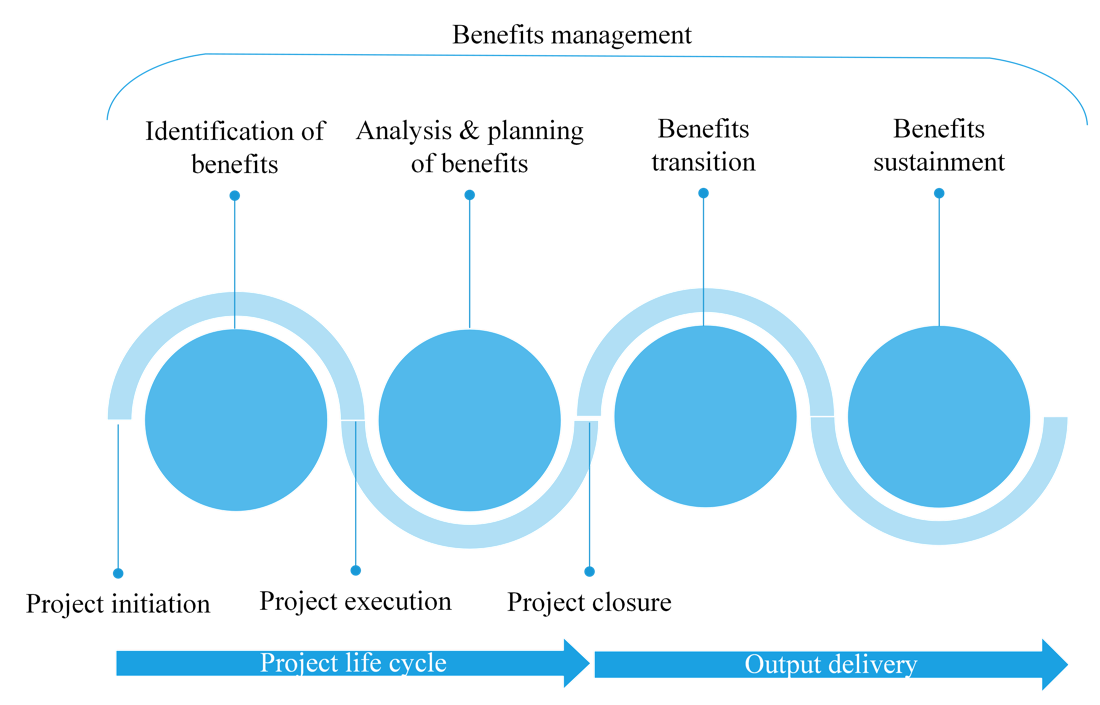 Benefits management
Identification of
benefits
Analysis & planning
of benefits
Benefits
transition
Benefits
sustainment
Project initiation
Project execution
Project closure
Project life cycle
Output delivery